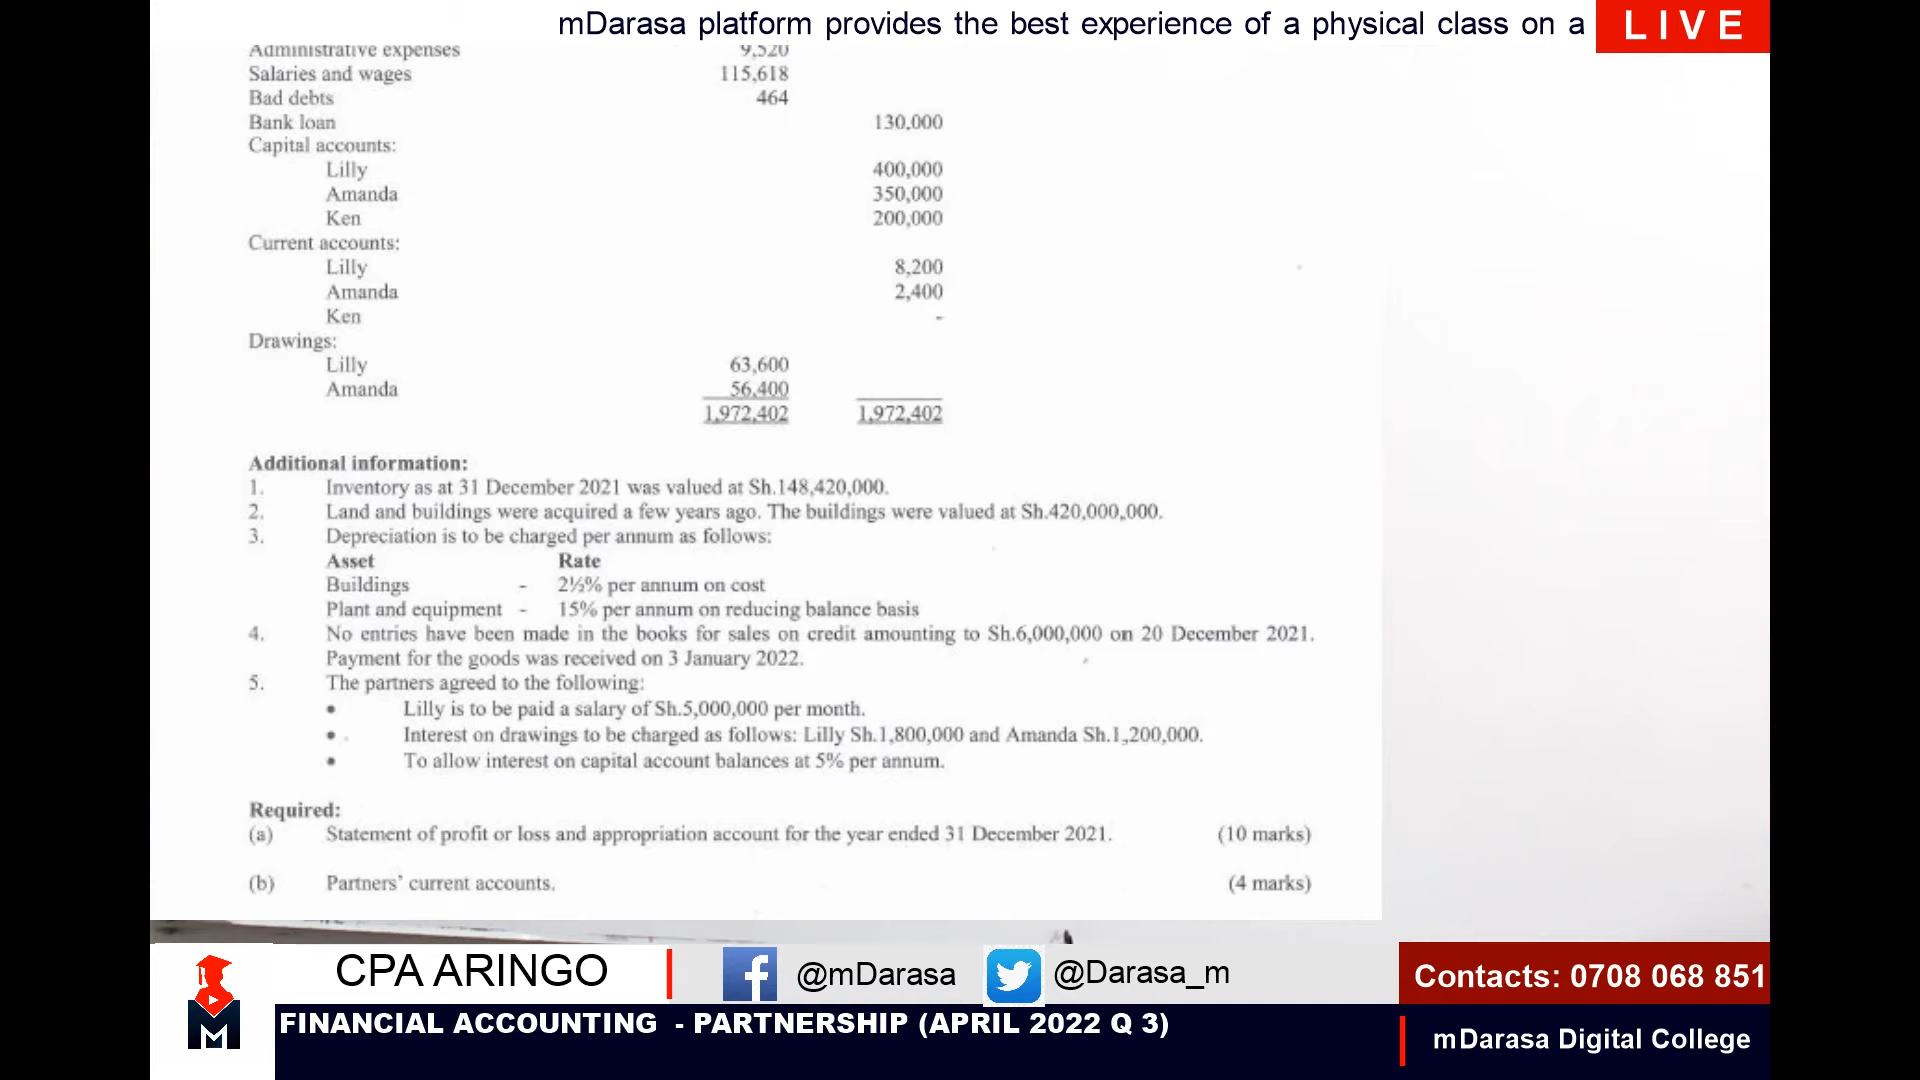 mDarasa platform provides the best experience of a physical class on a
LIVE
Administrative expenses 9,520
Salaries and wages 115,618
Bad debts 464
Bank loan 130,000
Capital accounts:
Lilly 400,000
Amanda 350,000
Ken 200,000
Current accounts:
Lilly 8,200
Amanda 2,400
Ken -
Drawings:
Lilly 63,600
Amanda 56,400
1,972,402 1,972,402
Additional information:
1. Inventory as at 31 December 2021 was valued at Sh.148,420,000.
2. Land and buildings were acquired a few years ago. The buildings were valued at Sh.420,000,000.
3. Depreciation is to be charged per annum as follows:
Asset Rate
Buildings - 2½% per annum on cost
Plant and equipment - 15% per annum on reducing balance basis
4. No entries have been made in the books for sales on credit amounting to Sh.6,000,000 on 20 December 2021.
Payment for the goods was received on 3 January 2022.
5. The partners agreed to the following:
• Lilly is to be paid a salary of Sh.5,000,000 per month.
• Interest on drawings to be charged as follows: Lilly Sh.1,800,000 and Amanda Sh.1,200,000.
• To allow interest on capital account balances at 5% per annum.
Required:
(a) Statement of profit or loss and appropriation account for the year ended 31 December 2021. (10 marks)
(b) Partners' current accounts. (4 marks)
CPA ARINGO
@mDarasa
@Darasa_m
Contacts: 0708 068 851
M
FINANCIAL ACCOUNTING - PARTNERSHIP (APRIL 2022 Q 3)
mDarasa Digital College